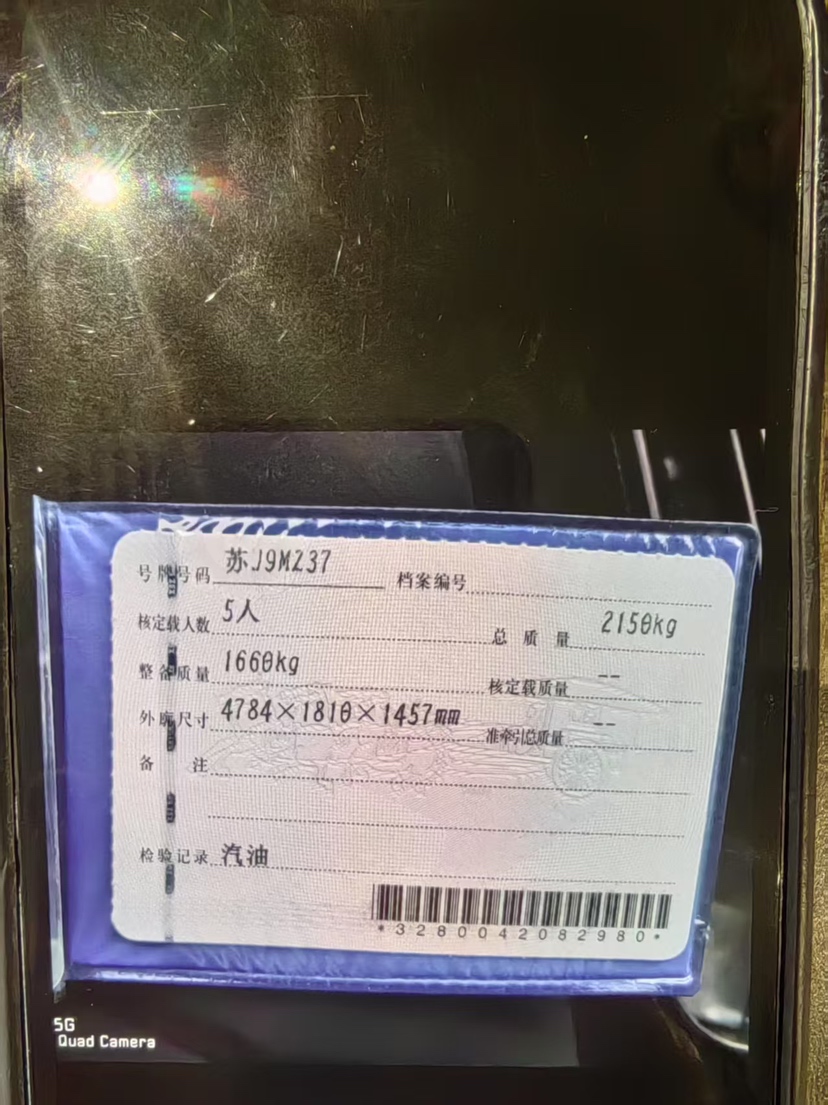 号牌号码 苏J9MZ37 档案编号
核定载人数 5人 总质量 2150kg
整备质量 1660kg 核定载质量 --
外廓尺寸 4784×1810×1457mm 准牵引总质量 --
备注
检验记录 汽油
*3280042082980*
5G
Quad Camera